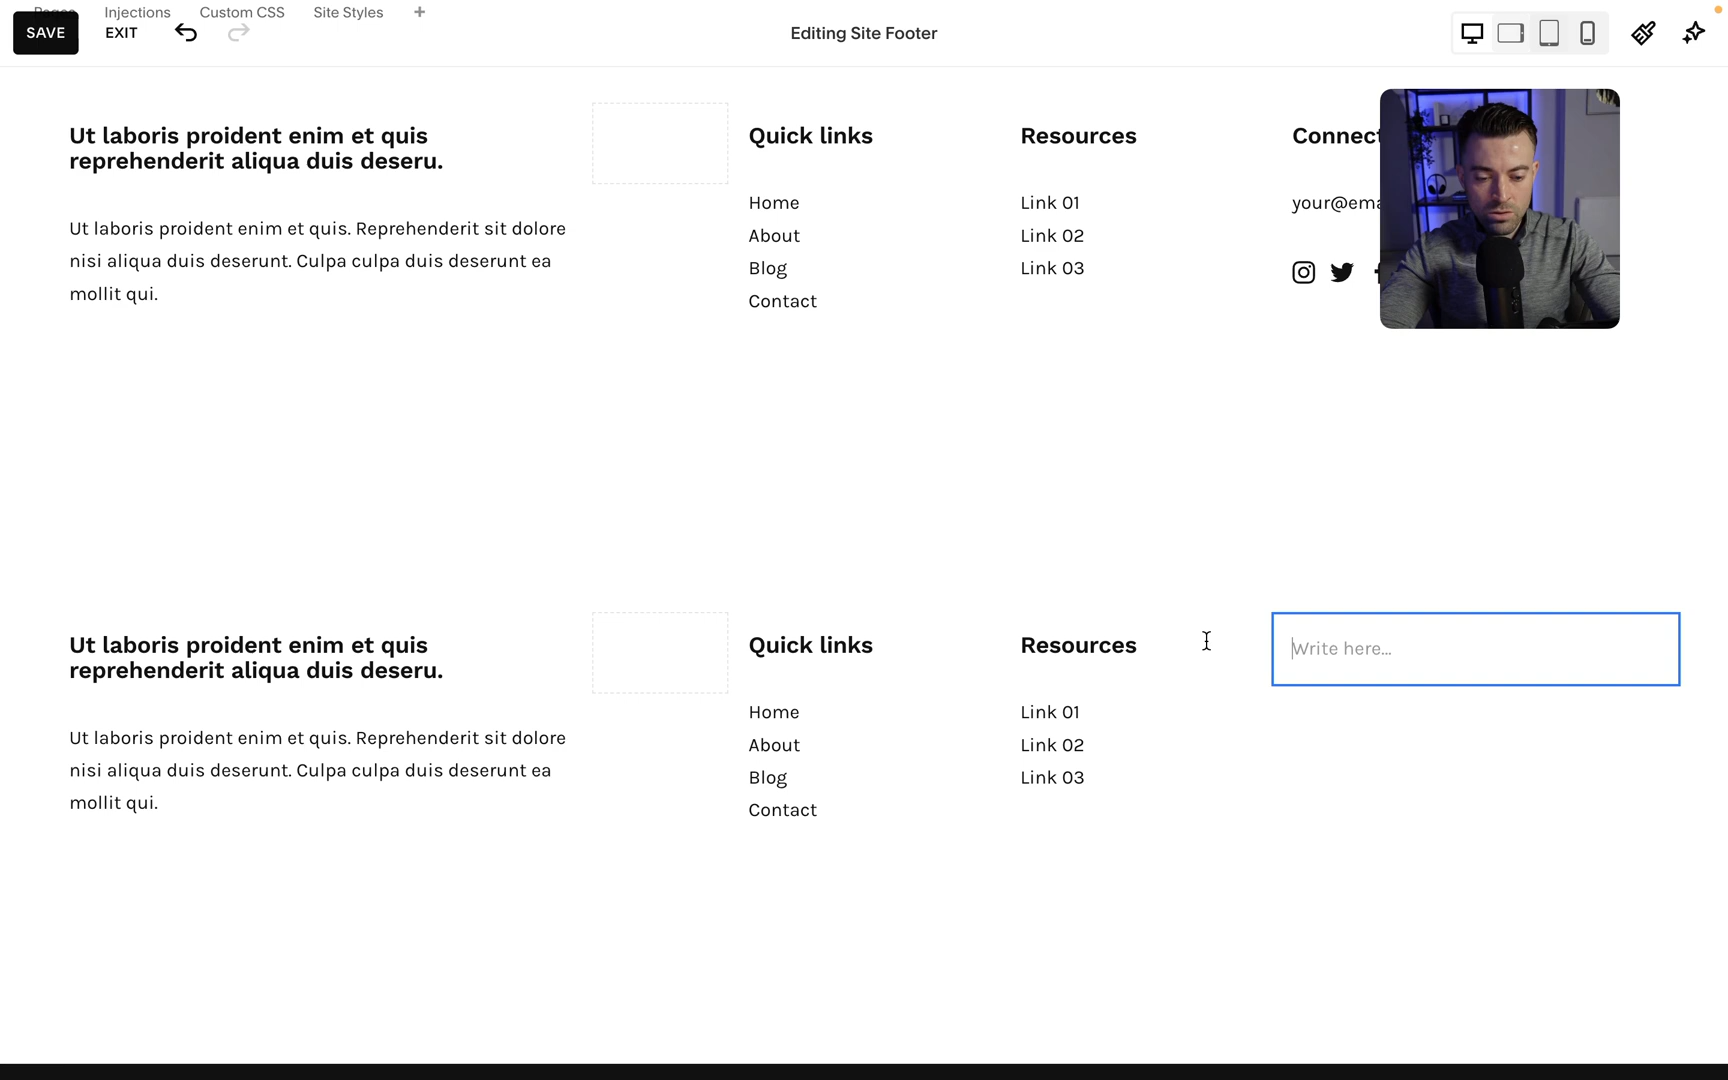 Injections Custom CSS Site Styles +
SAVE EXIT Editing Site Footer
Ut laboris proident enim et quis
reprehenderit aliqua duis deseru.
Ut laboris proident enim et quis. Reprehenderit sit dolore
nisi aliqua duis deserunt. Culpa culpa duis deserunt ea
mollit qui.
Quick links
Home
About
Blog
Contact
Resources
Link 01
Link 02
Link 03
Connect
your@ema
Ut laboris proident enim et quis
reprehenderit aliqua duis deseru.
Ut laboris proident enim et quis. Reprehenderit sit dolore
nisi aliqua duis deserunt. Culpa culpa duis deserunt ea
mollit qui.
Quick links
Home
About
Blog
Contact
Resources
Link 01
Link 02
Link 03
Write here...